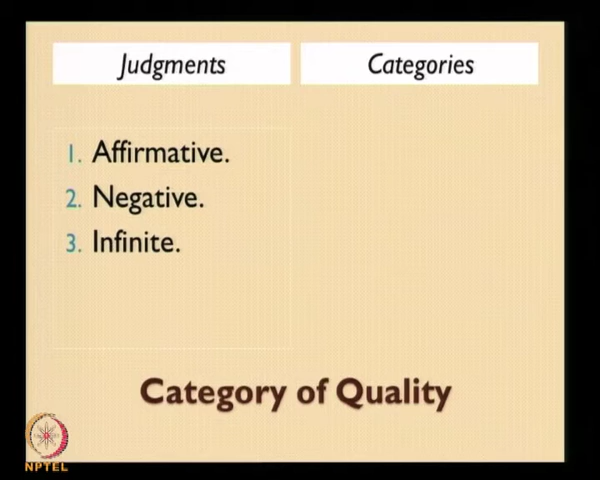 Judgments
Categories
1. Affirmative.
2. Negative.
3. Infinite.
Category of Quality
NPTEL